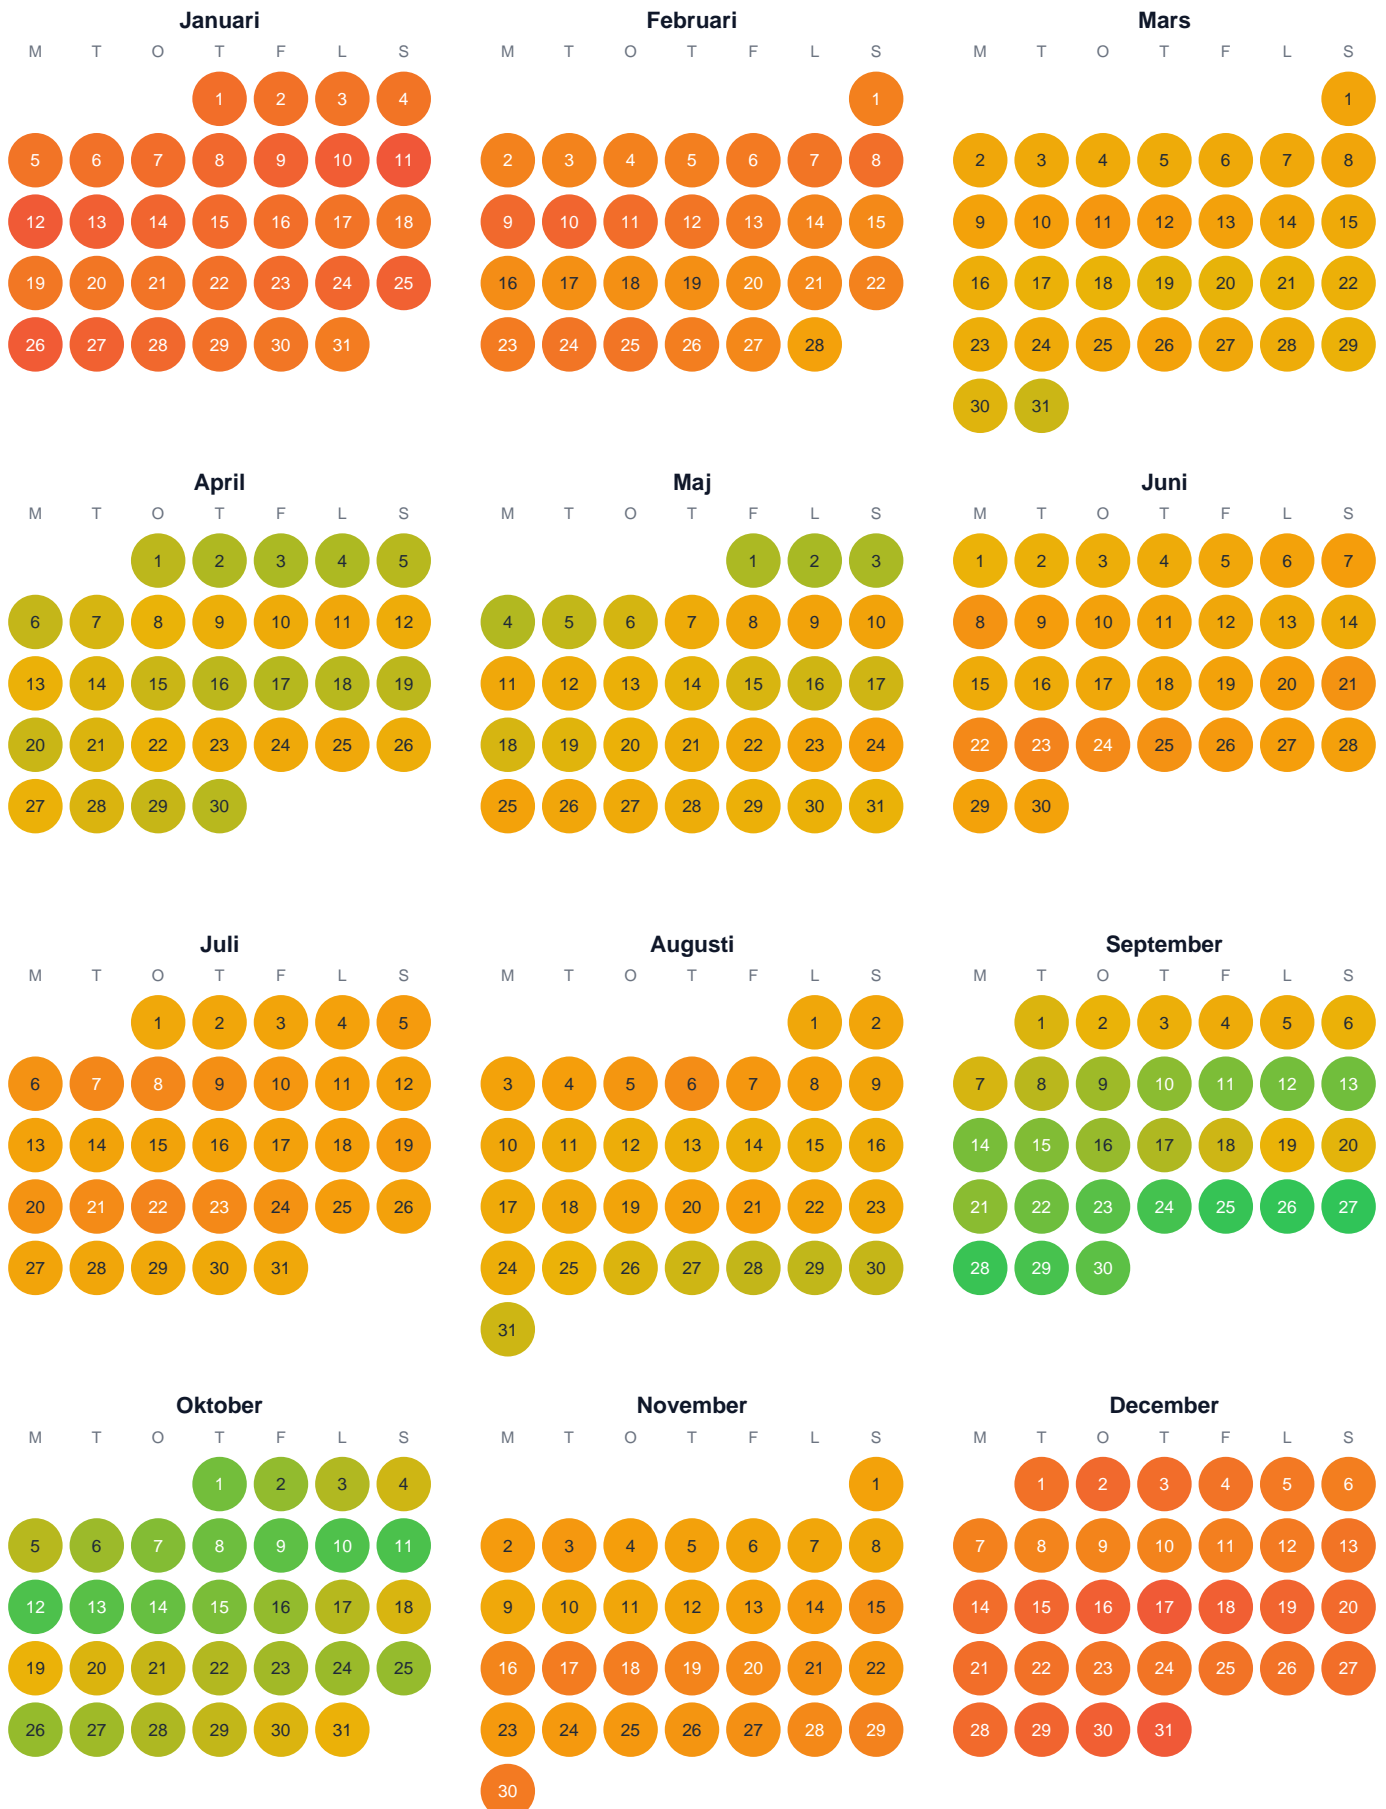 Januari Februari Mars
M T O T F L S M T O T F L S M T O T F L S
1 2 3 4 1 1
5 6 7 8 9 10 11 2 3 4 5 6 7 8 2 3 4 5 6 7 8
12 13 14 15 16 17 18 9 10 11 12 13 14 15 9 10 11 12 13 14 15
19 20 21 22 23 24 25 16 17 18 19 20 21 22 16 17 18 19 20 21 22
26 27 28 29 30 31 23 24 25 26 27 28 23 24 25 26 27 28 29
30 31
April Maj Juni
M T O T F L S M T O T F L S M T O T F L S
1 2 3 4 5 1 2 3 1 2 3 4 5 6 7
6 7 8 9 10 11 12 4 5 6 7 8 9 10 8 9 10 11 12 13 14
13 14 15 16 17 18 19 11 12 13 14 15 16 17 15 16 17 18 19 20 21
20 21 22 23 24 25 26 18 19 20 21 22 23 24 22 23 24 25 26 27 28
27 28 29 30 25 26 27 28 29 30 31 29 30
Juli Augusti September
M T O T F L S M T O T F L S M T O T F L S
1 2 3 4 5 1 2 1 2 3 4 5 6
6 7 8 9 10 11 12 3 4 5 6 7 8 9 7 8 9 10 11 12 13
13 14 15 16 17 18 19 10 11 12 13 14 15 16 14 15 16 17 18 19 20
20 21 22 23 24 25 26 17 18 19 20 21 22 23 21 22 23 24 25 26 27
27 28 29 30 31 24 25 26 27 28 29 30 28 29 30
31
Oktober November December
M T O T F L S M T O T F L S M T O T F L S
1 2 3 4 1 1 2 3 4 5 6
5 6 7 8 9 10 11 2 3 4 5 6 7 8 7 8 9 10 11 12 13
12 13 14 15 16 17 18 9 10 11 12 13 14 15 14 15 16 17 18 19 20
19 20 21 22 23 24 25 16 17 18 19 20 21 22 21 22 23 24 25 26 27
26 27 28 29 30 31 23 24 25 26 27 28 29 28 29 30 31
30